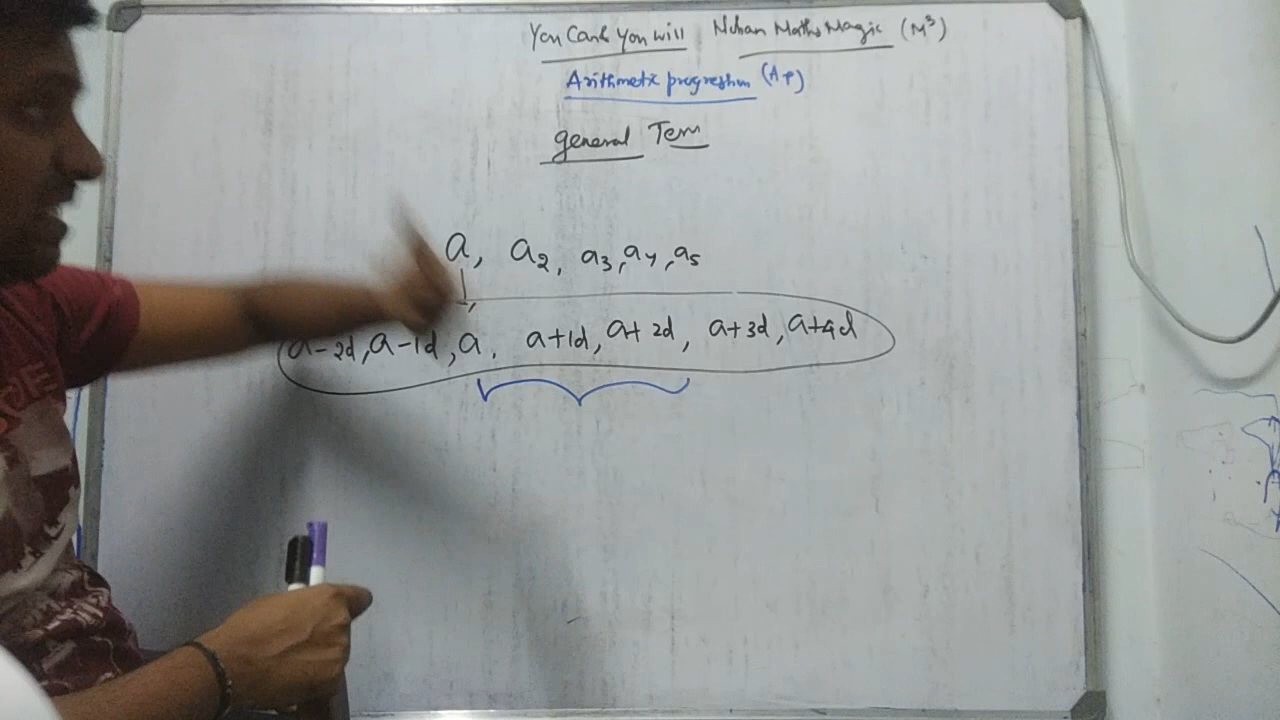 You Can & You will Mohan Maths Magic (M³)
Arithmetic progression (AP)
general Term
a, a₂, a₃, a₄, a₅
a-2d, a-1d, a, a+1d, a+2d, a+3d, a+4d